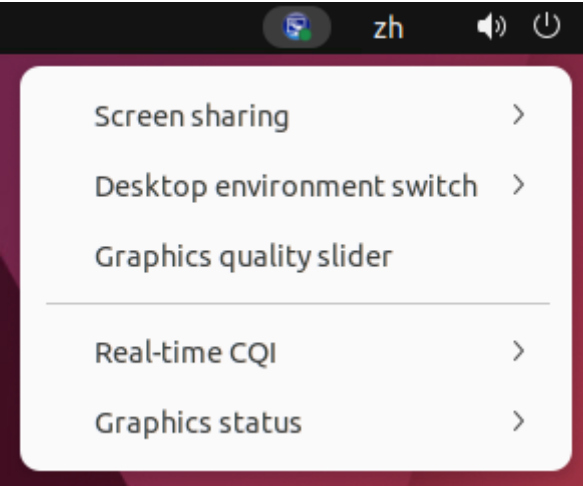 zh
Screen sharing
Desktop environment switch
Graphics quality slider
Real-time CQI
Graphics status